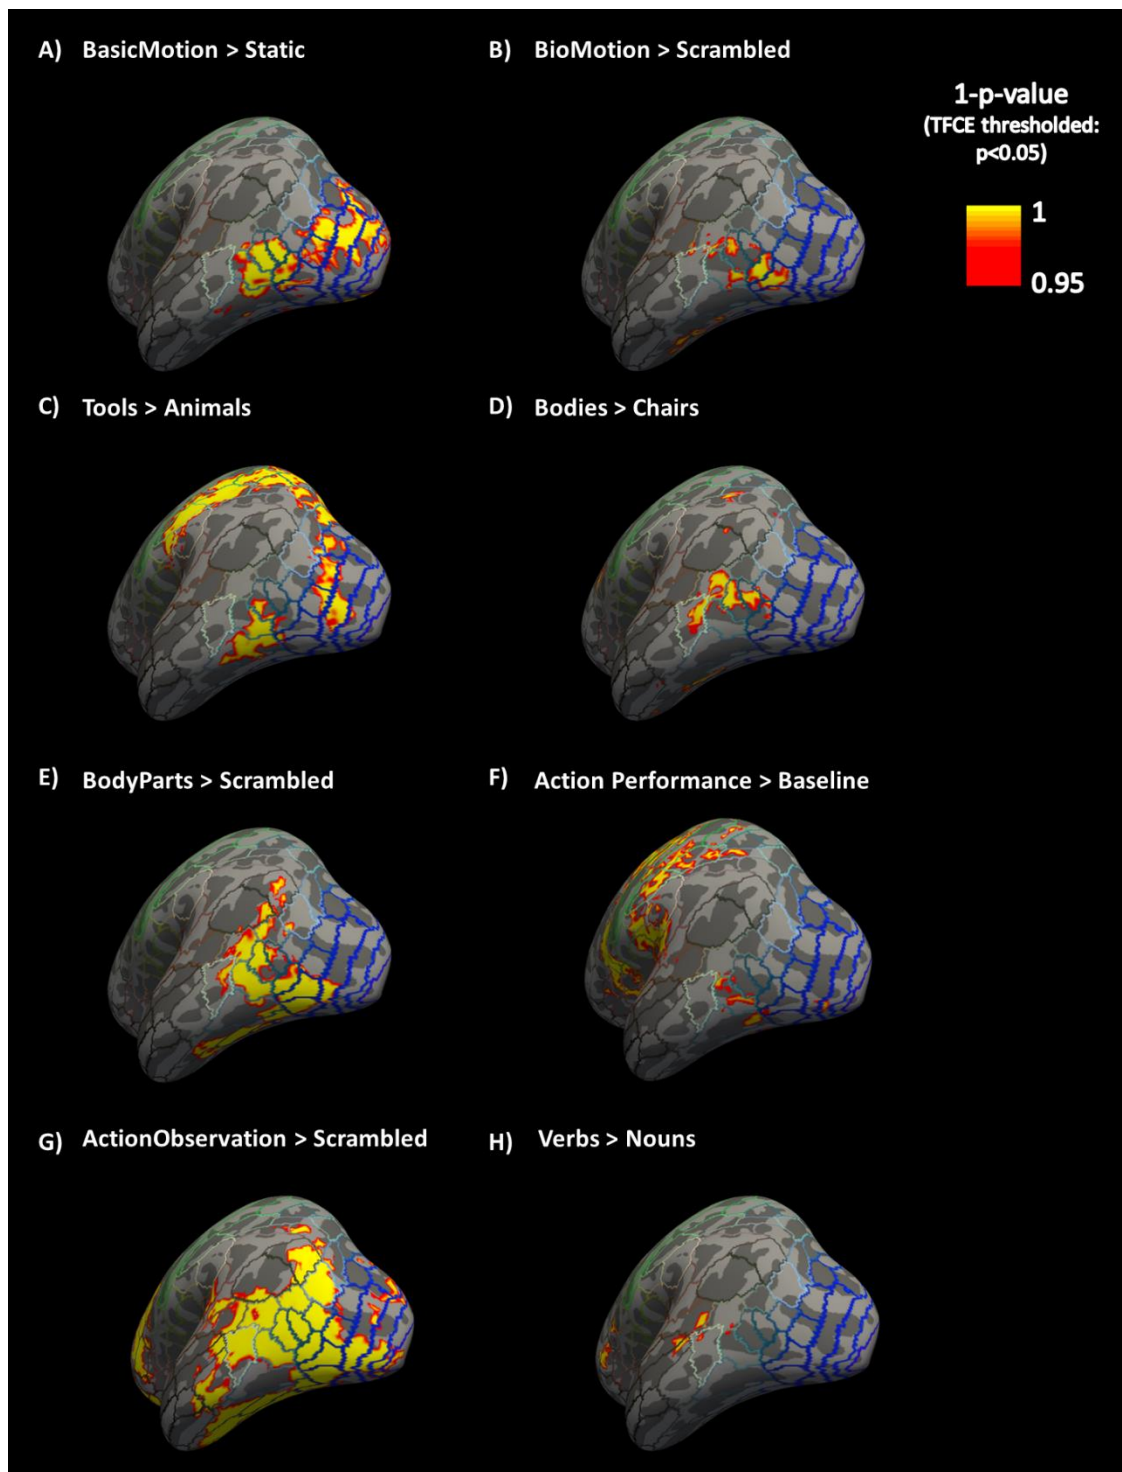 A) BasicMotion > Static
B) BioMotion > Scrambled
1-p-value
(TFCE thresholded:
p<0.05)
1
0.95
C) Tools > Animals
D) Bodies > Chairs
E) BodyParts > Scrambled
F) Action Performance > Baseline
G) ActionObservation > Scrambled
H) Verbs > Nouns